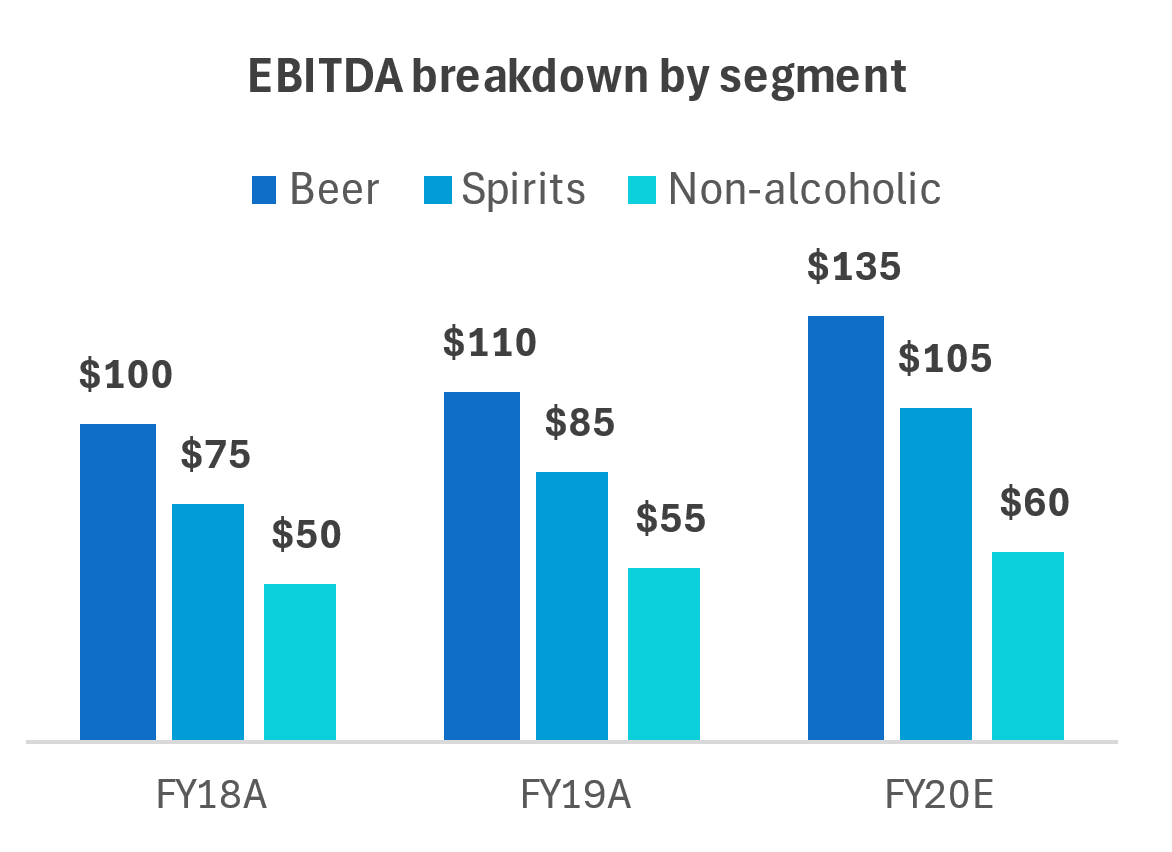 EBITDA breakdown by segment
Beer Spirits Non-alcoholic
$100 $75 $50
$110 $85 $55
$135 $105 $60
FY18A FY19A FY20E